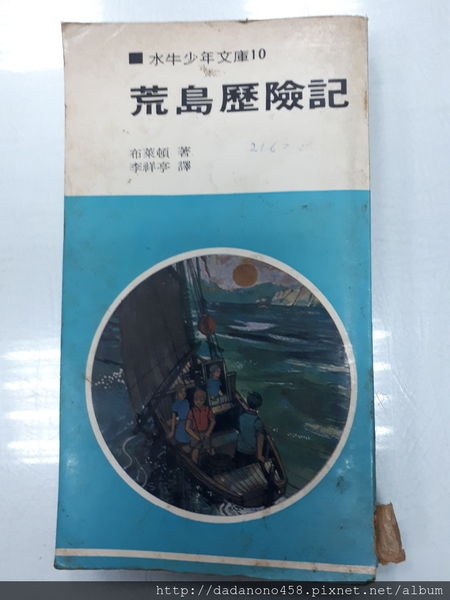 ■ 水牛少年文庫10
荒島歷險記
布萊頓 著
李祥亭 譯
http://dadanono458.pixnet.net/album